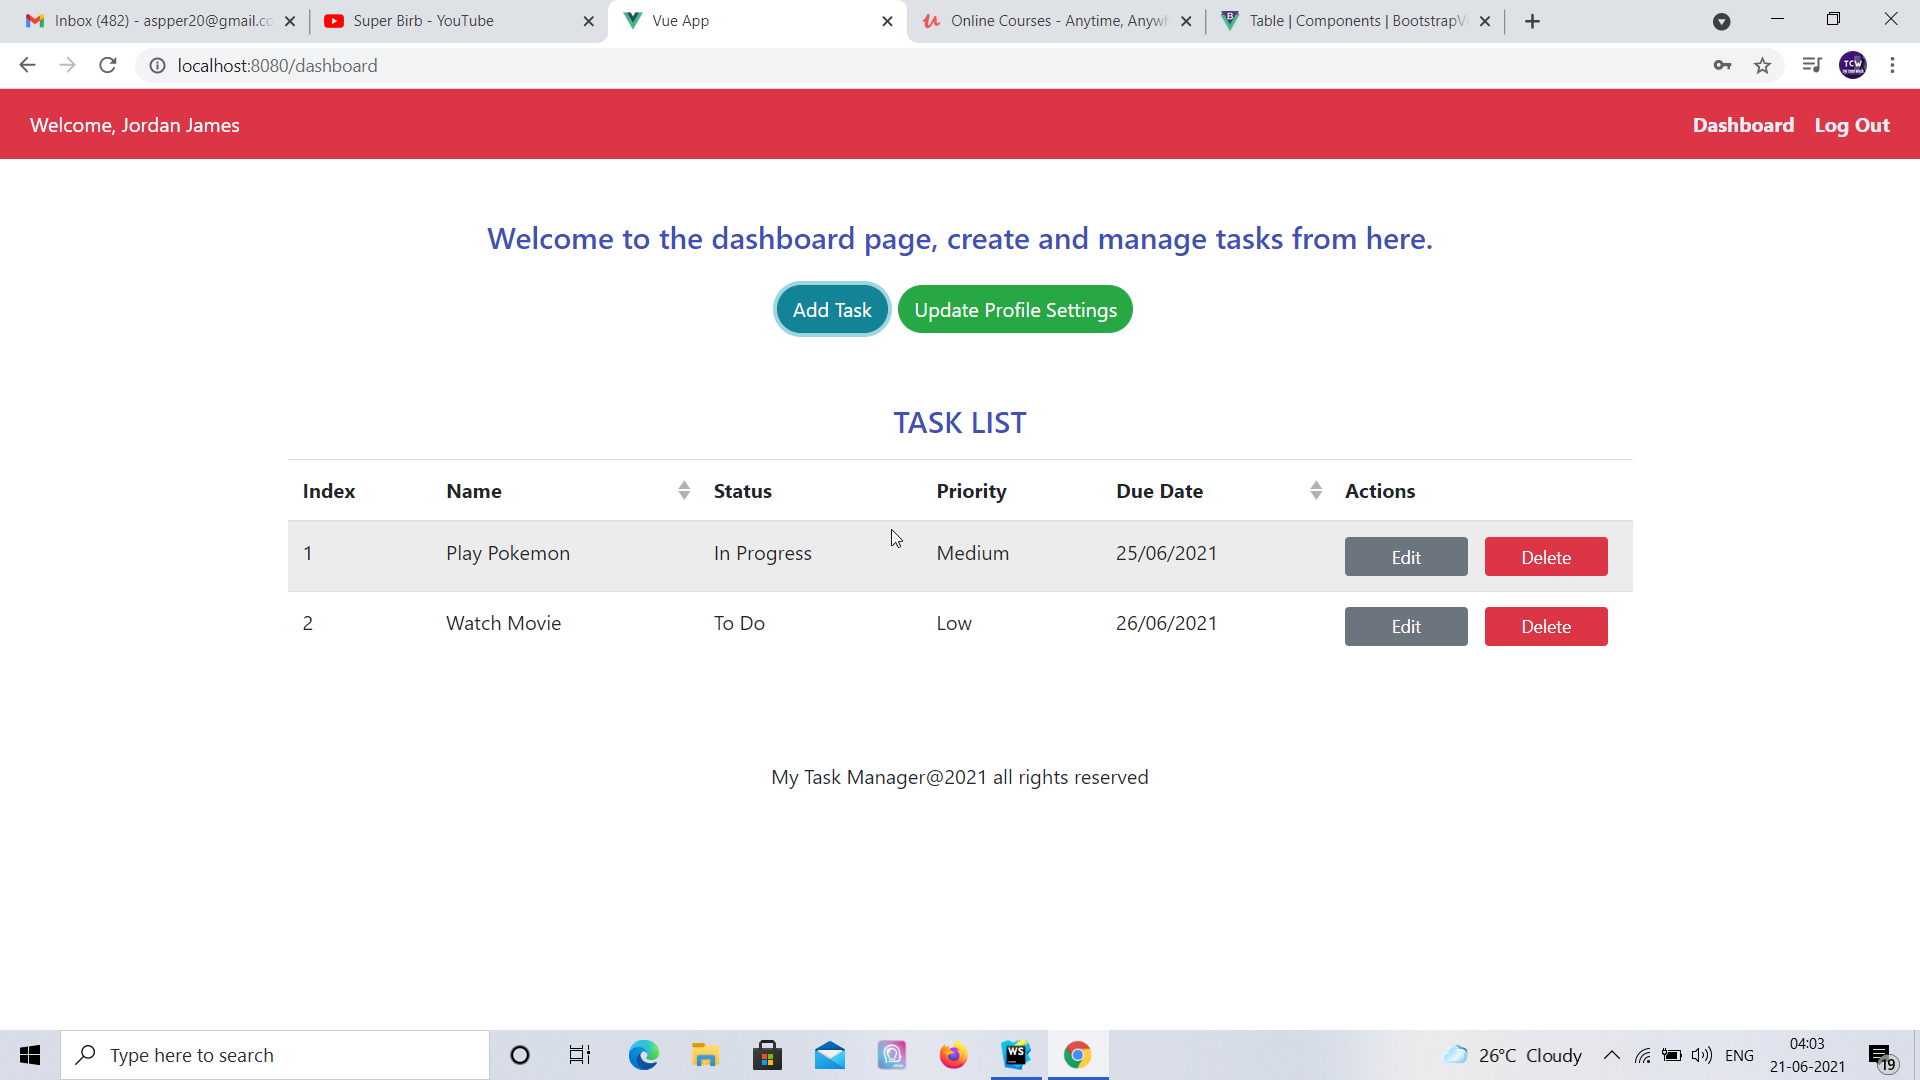 Inbox (482) - aspper20@gmail.co
Super Birb - YouTube
Vue App
Online Courses - Anytime, Anywh
Table | Components | BootstrapV
localhost:8080/dashboard
TCW
Welcome, Jordan James
Dashboard
Log Out
Welcome to the dashboard page, create and manage tasks from here.
Add Task
Update Profile Settings
TASK LIST
Index Name Status Priority Due Date Actions
1 Play Pokemon In Progress Medium 25/06/2021 Edit Delete
2 Watch Movie To Do Low 26/06/2021 Edit Delete
My Task Manager@2021 all rights reserved
Type here to search
WS
26°C Cloudy
ENG
04:03
21-06-2021
19